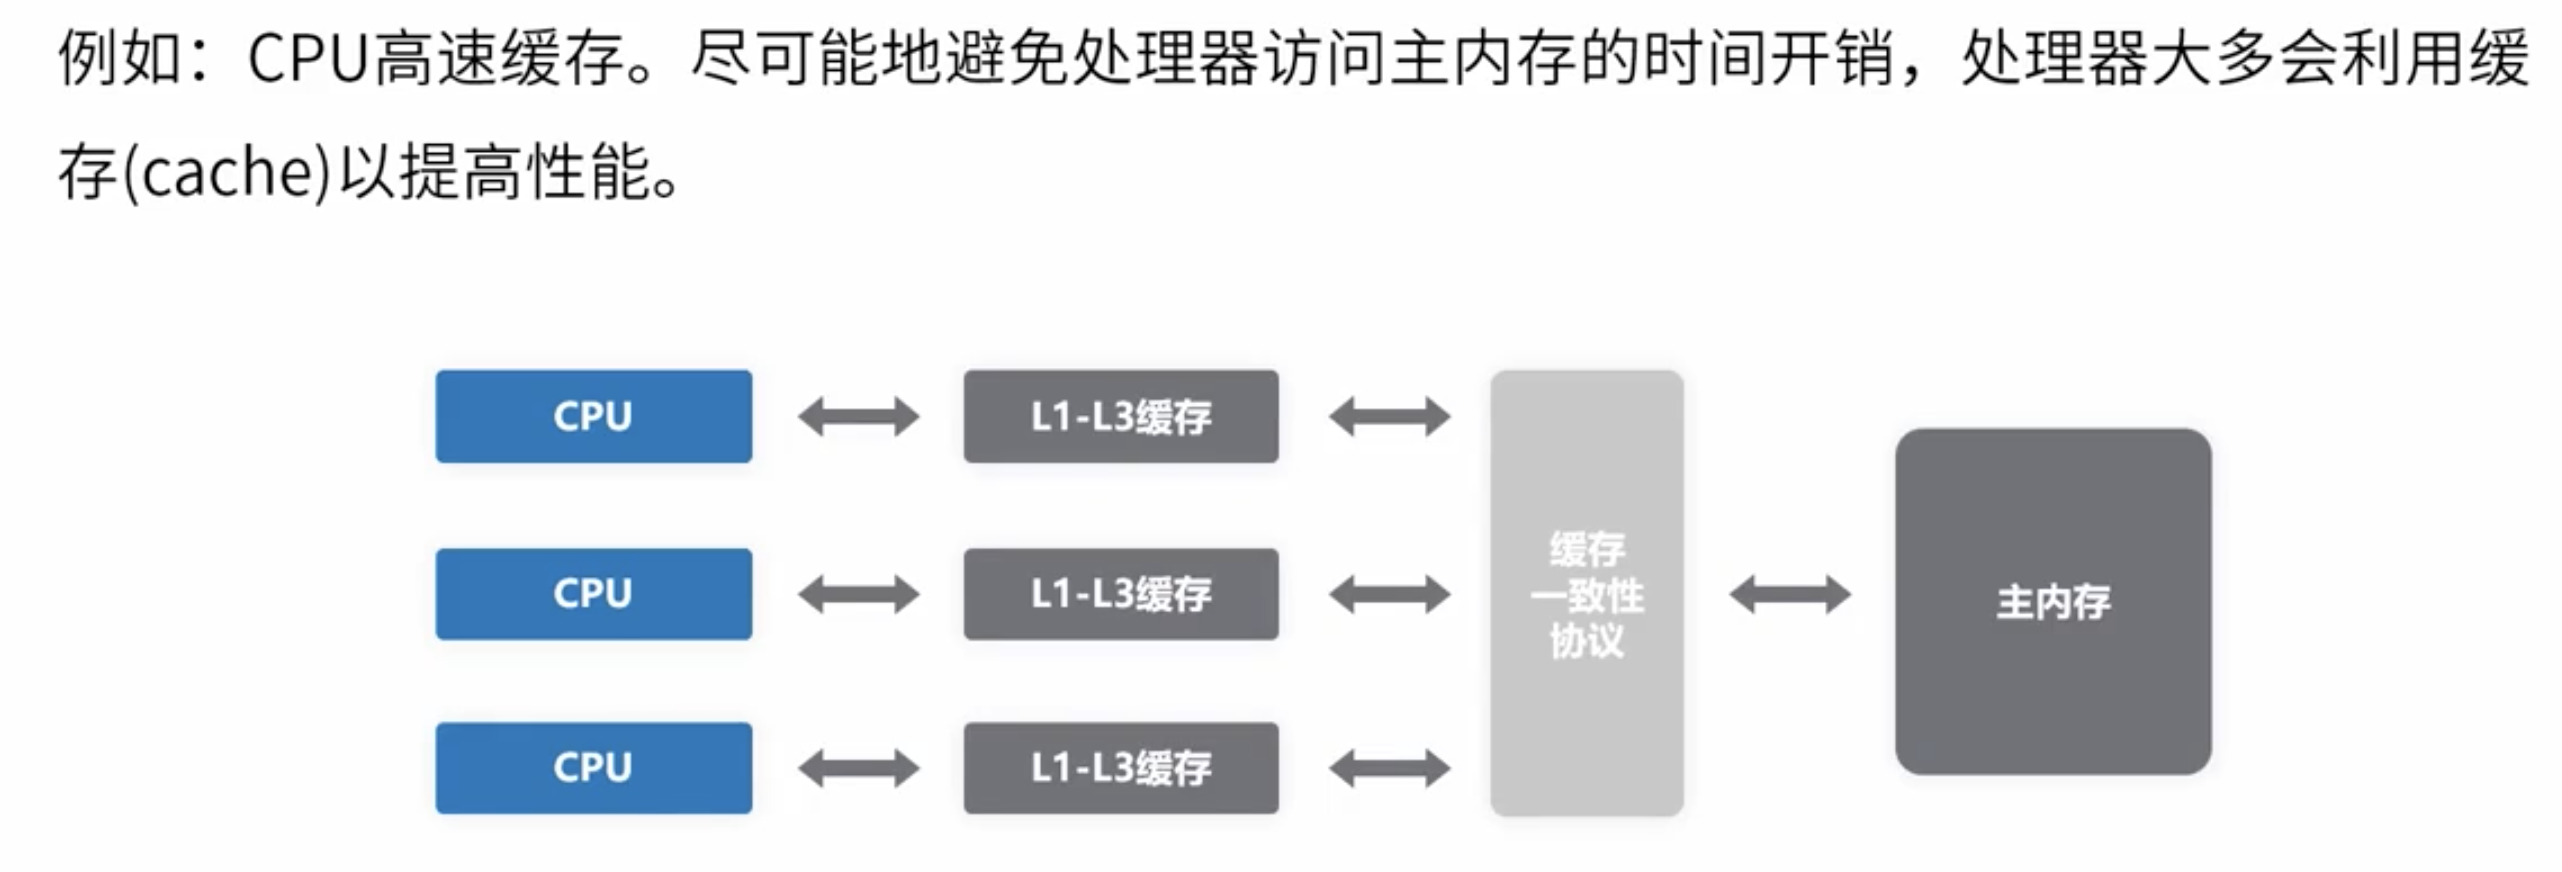 例如：CPU高速缓存。尽可能地避免处理器访问主内存的时间开销，处理器大多会利用缓
存(cache)以提高性能。
CPU
L1-L3缓存
CPU
L1-L3缓存
CPU
L1-L3缓存
缓存
一致性
协议
主内存